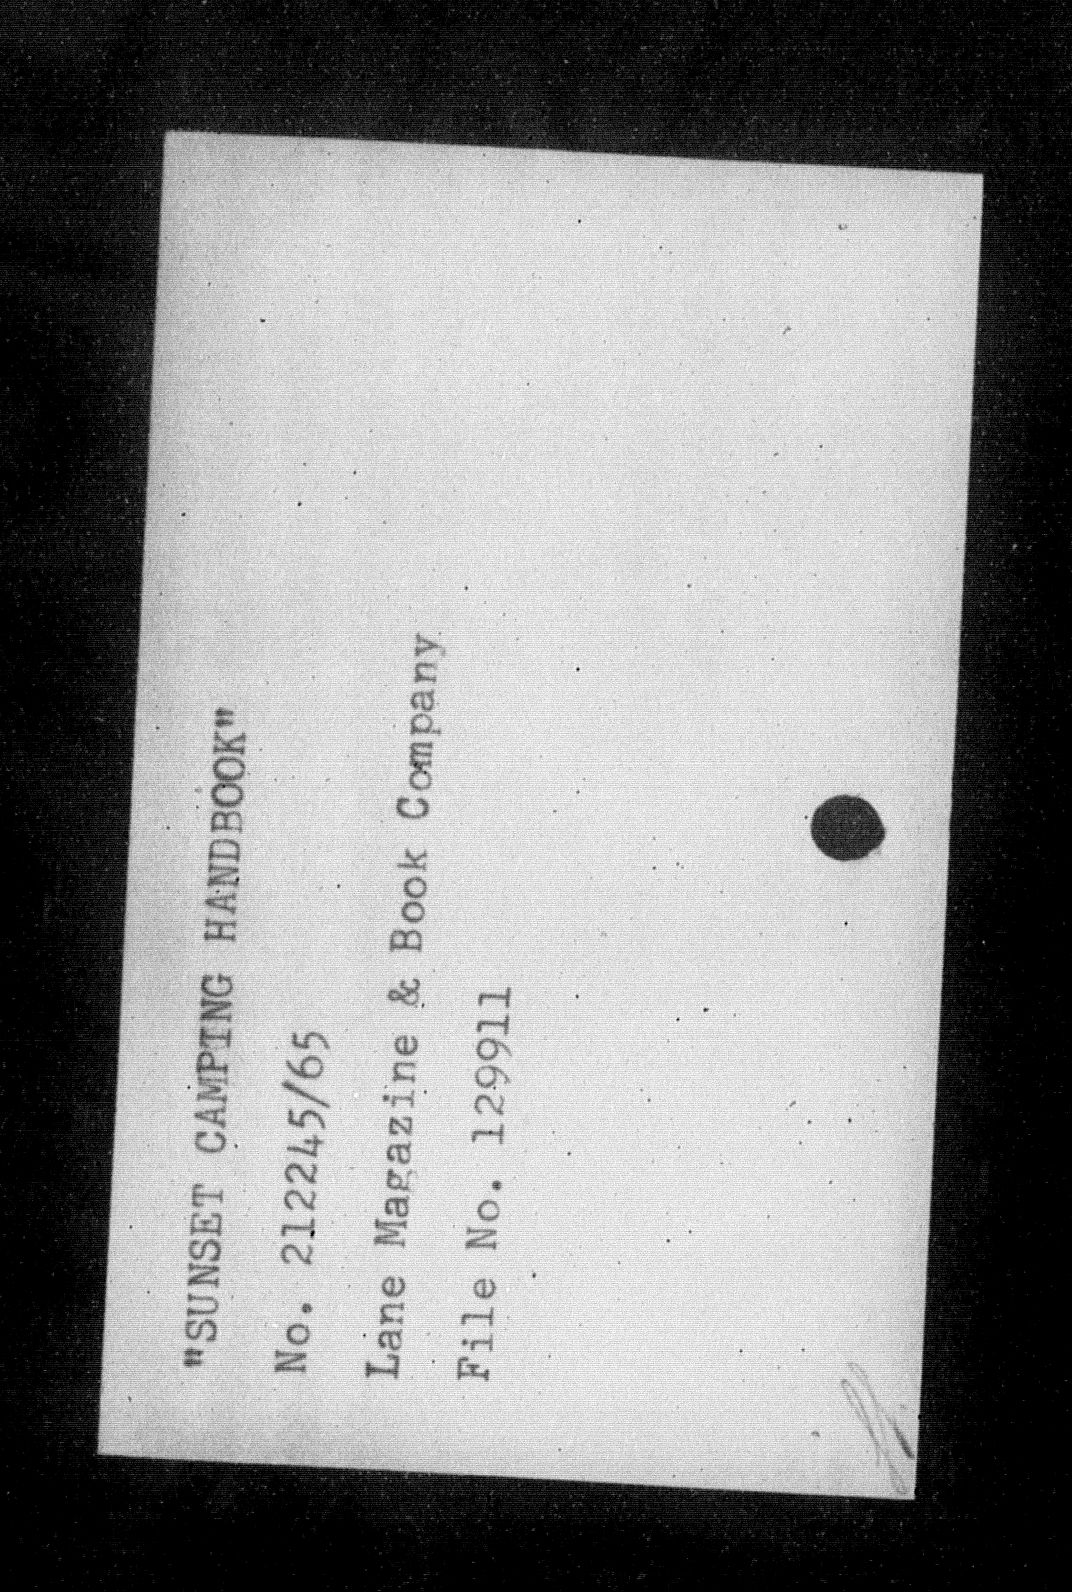 "SUNSET CAMPING HANDBOOK"
No. 212245/65
Lane Magazine & Book Company
File No. 129911